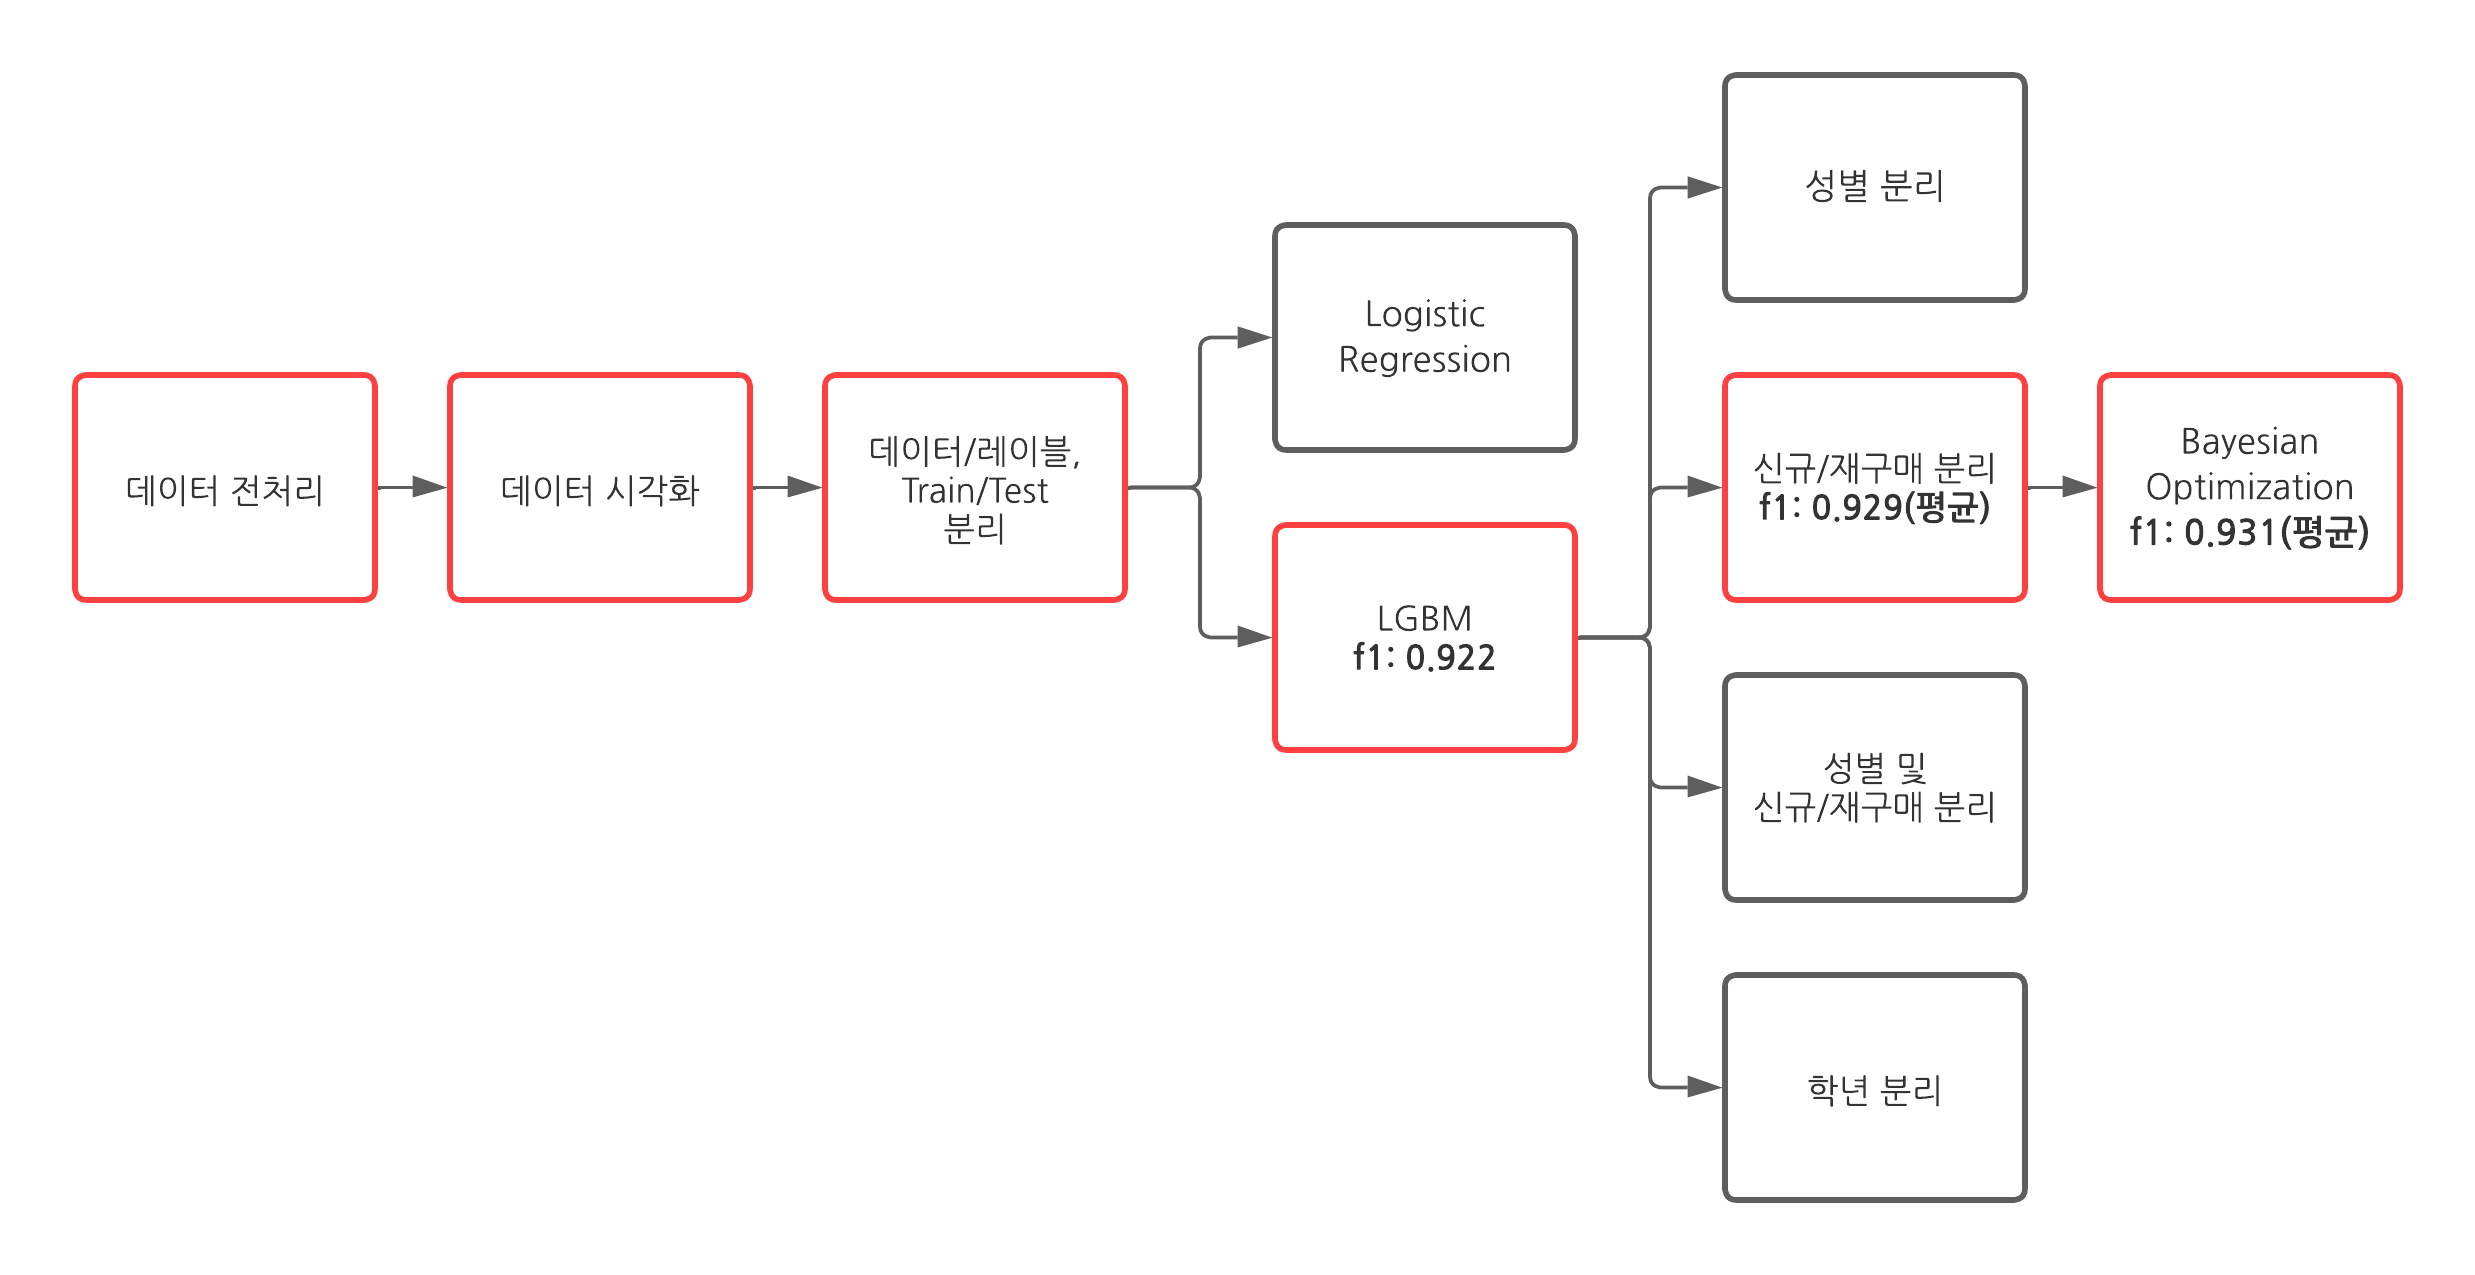 데이터 전처리
데이터 시각화
데이터/레이블,
Train/Test
분리
Logistic
Regression
LGBM
f1: 0.922
성별 분리
신규/재구매 분리
f1: 0.929(평균)
성별 및
신규/재구매 분리
학년 분리
Bayesian
Optimization
f1: 0.931(평균)